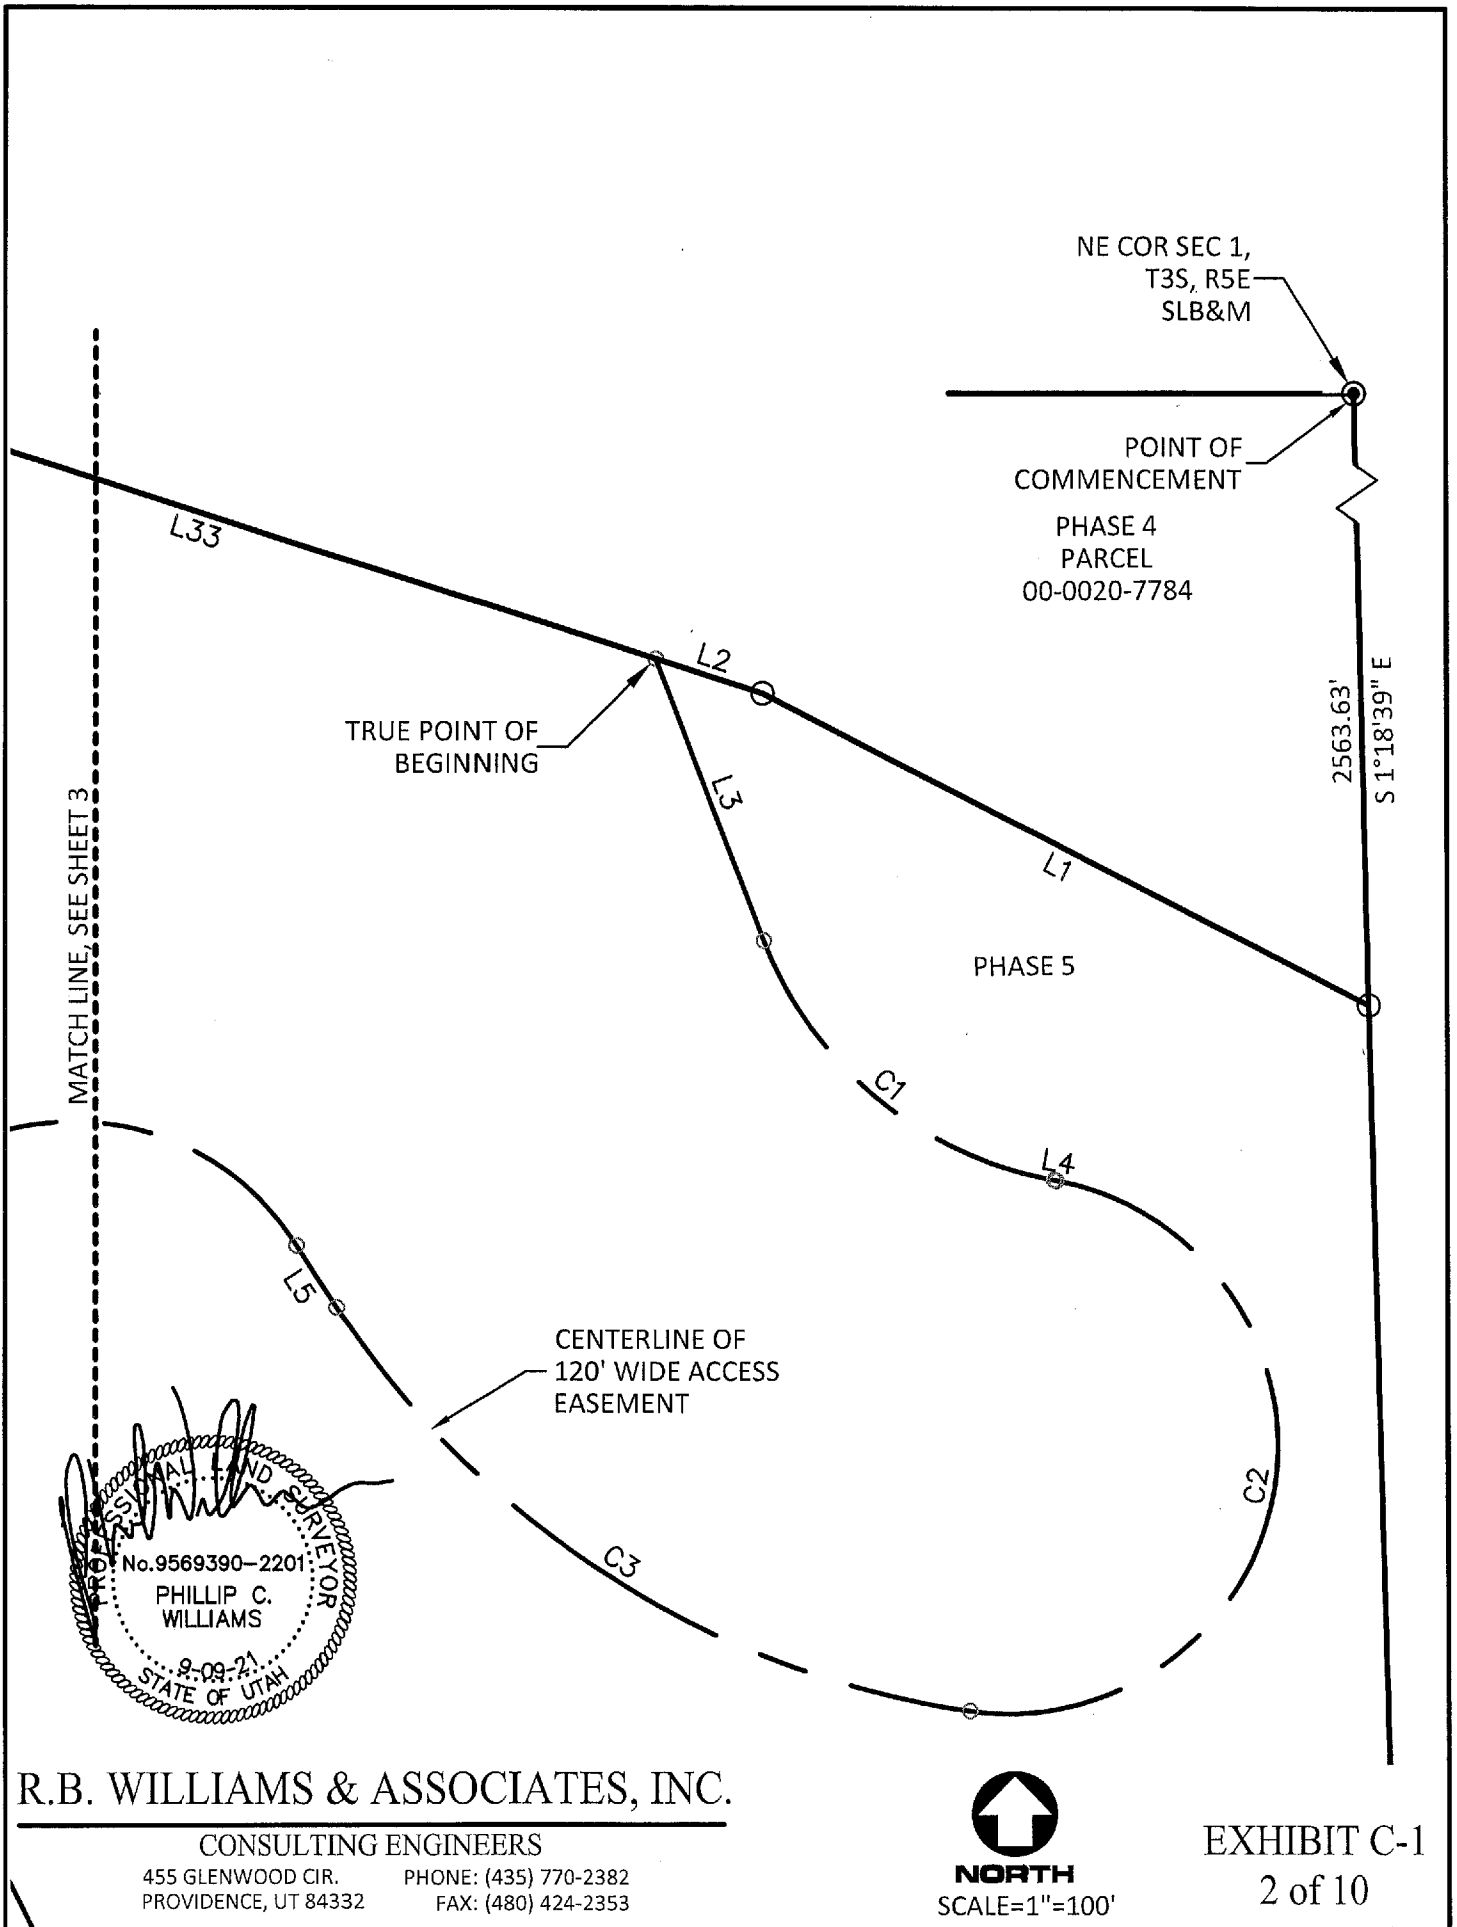 NE COR SEC 1,
T3S, R5E
SLB&M
POINT OF
COMMENCEMENT
PHASE 4
PARCEL
00-0020-7784
L33
L2
TRUE POINT OF
BEGINNING
2563.63'
S 1°18'39" E
L3
L1
MATCH LINE, SEE SHEET 3
PHASE 5
C1
L4
L5
CENTERLINE OF
120' WIDE ACCESS
EASEMENT
C2
C3
PROFESSIONAL LAND SURVEYOR
No.9569390-2201
PHILLIP C.
WILLIAMS
9-09-21
STATE OF UTAH
R.B. WILLIAMS & ASSOCIATES, INC.
CONSULTING ENGINEERS
455 GLENWOOD CIR. PHONE: (435) 770-2382
PROVIDENCE, UT 84332 FAX: (480) 424-2353
NORTH
SCALE=1"=100'
EXHIBIT C-1
2 of 10